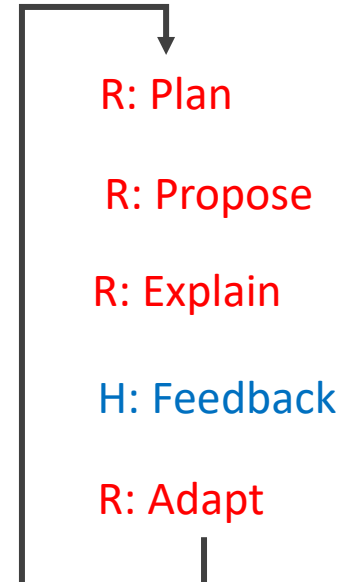 R: Plan
R: Propose
R: Explain
H: Feedback
R: Adapt